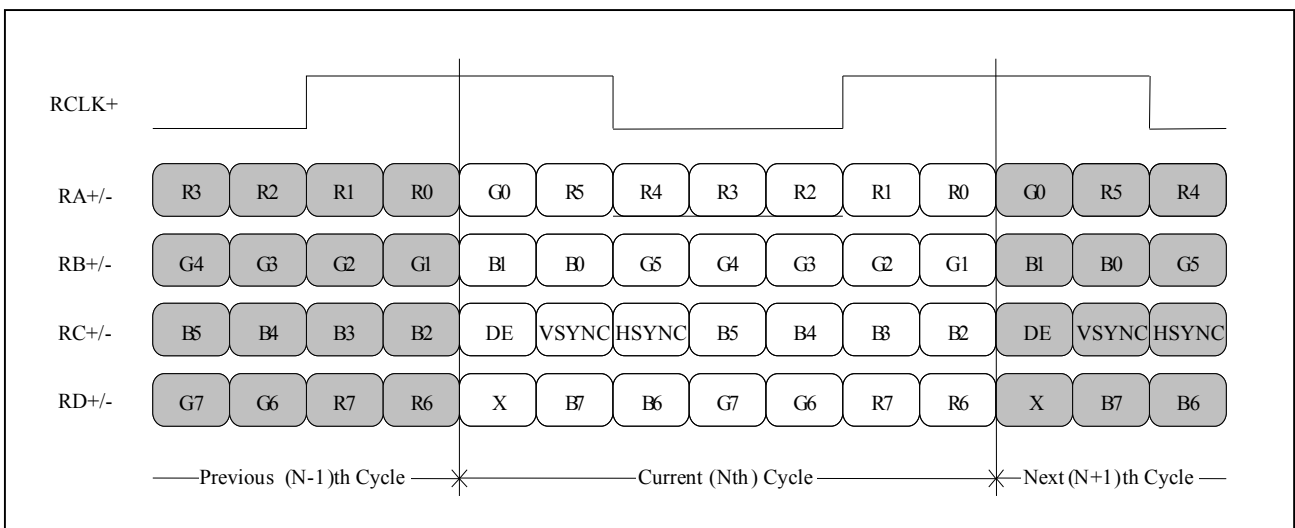 RCLK+
RA+/- R3 R2 R1 R0 G0 R5 R4 R3 R2 R1 R0 G0 R5 R4
RB+/- G4 G3 G2 G1 B1 B0 G5 G4 G3 G2 G1 B1 B0 G5
RC+/- B5 B4 B3 B2 DE VSYNC HSYNC B5 B4 B3 B2 DE VSYNC HSYNC
RD+/- G7 G6 R7 R6 X B7 B6 G7 G6 R7 R6 X B7 B6
Previous (N-1)th Cycle Current (Nth) Cycle Next (N+1)th Cycle